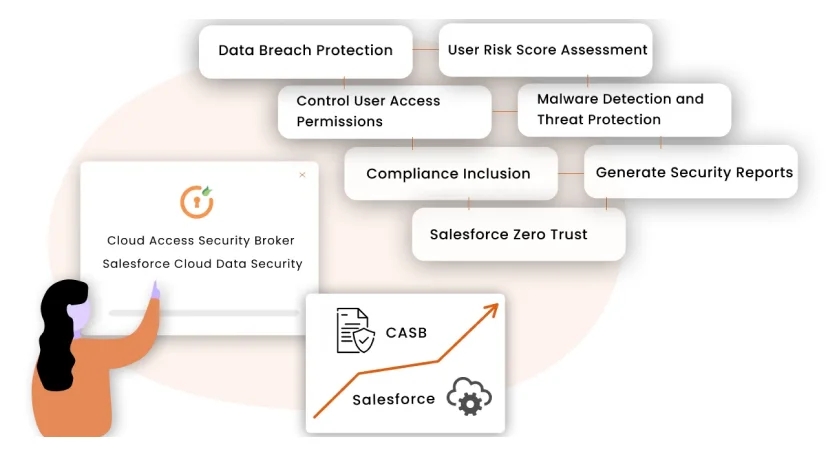 Data Breach Protection
User Risk Score Assessment
Control User Access
Permissions
Malware Detection and
Threat Protection
Compliance Inclusion
Generate Security Reports
Salesforce Zero Trust
Cloud Access Security Broker
Salesforce Cloud Data Security
CASB
Salesforce